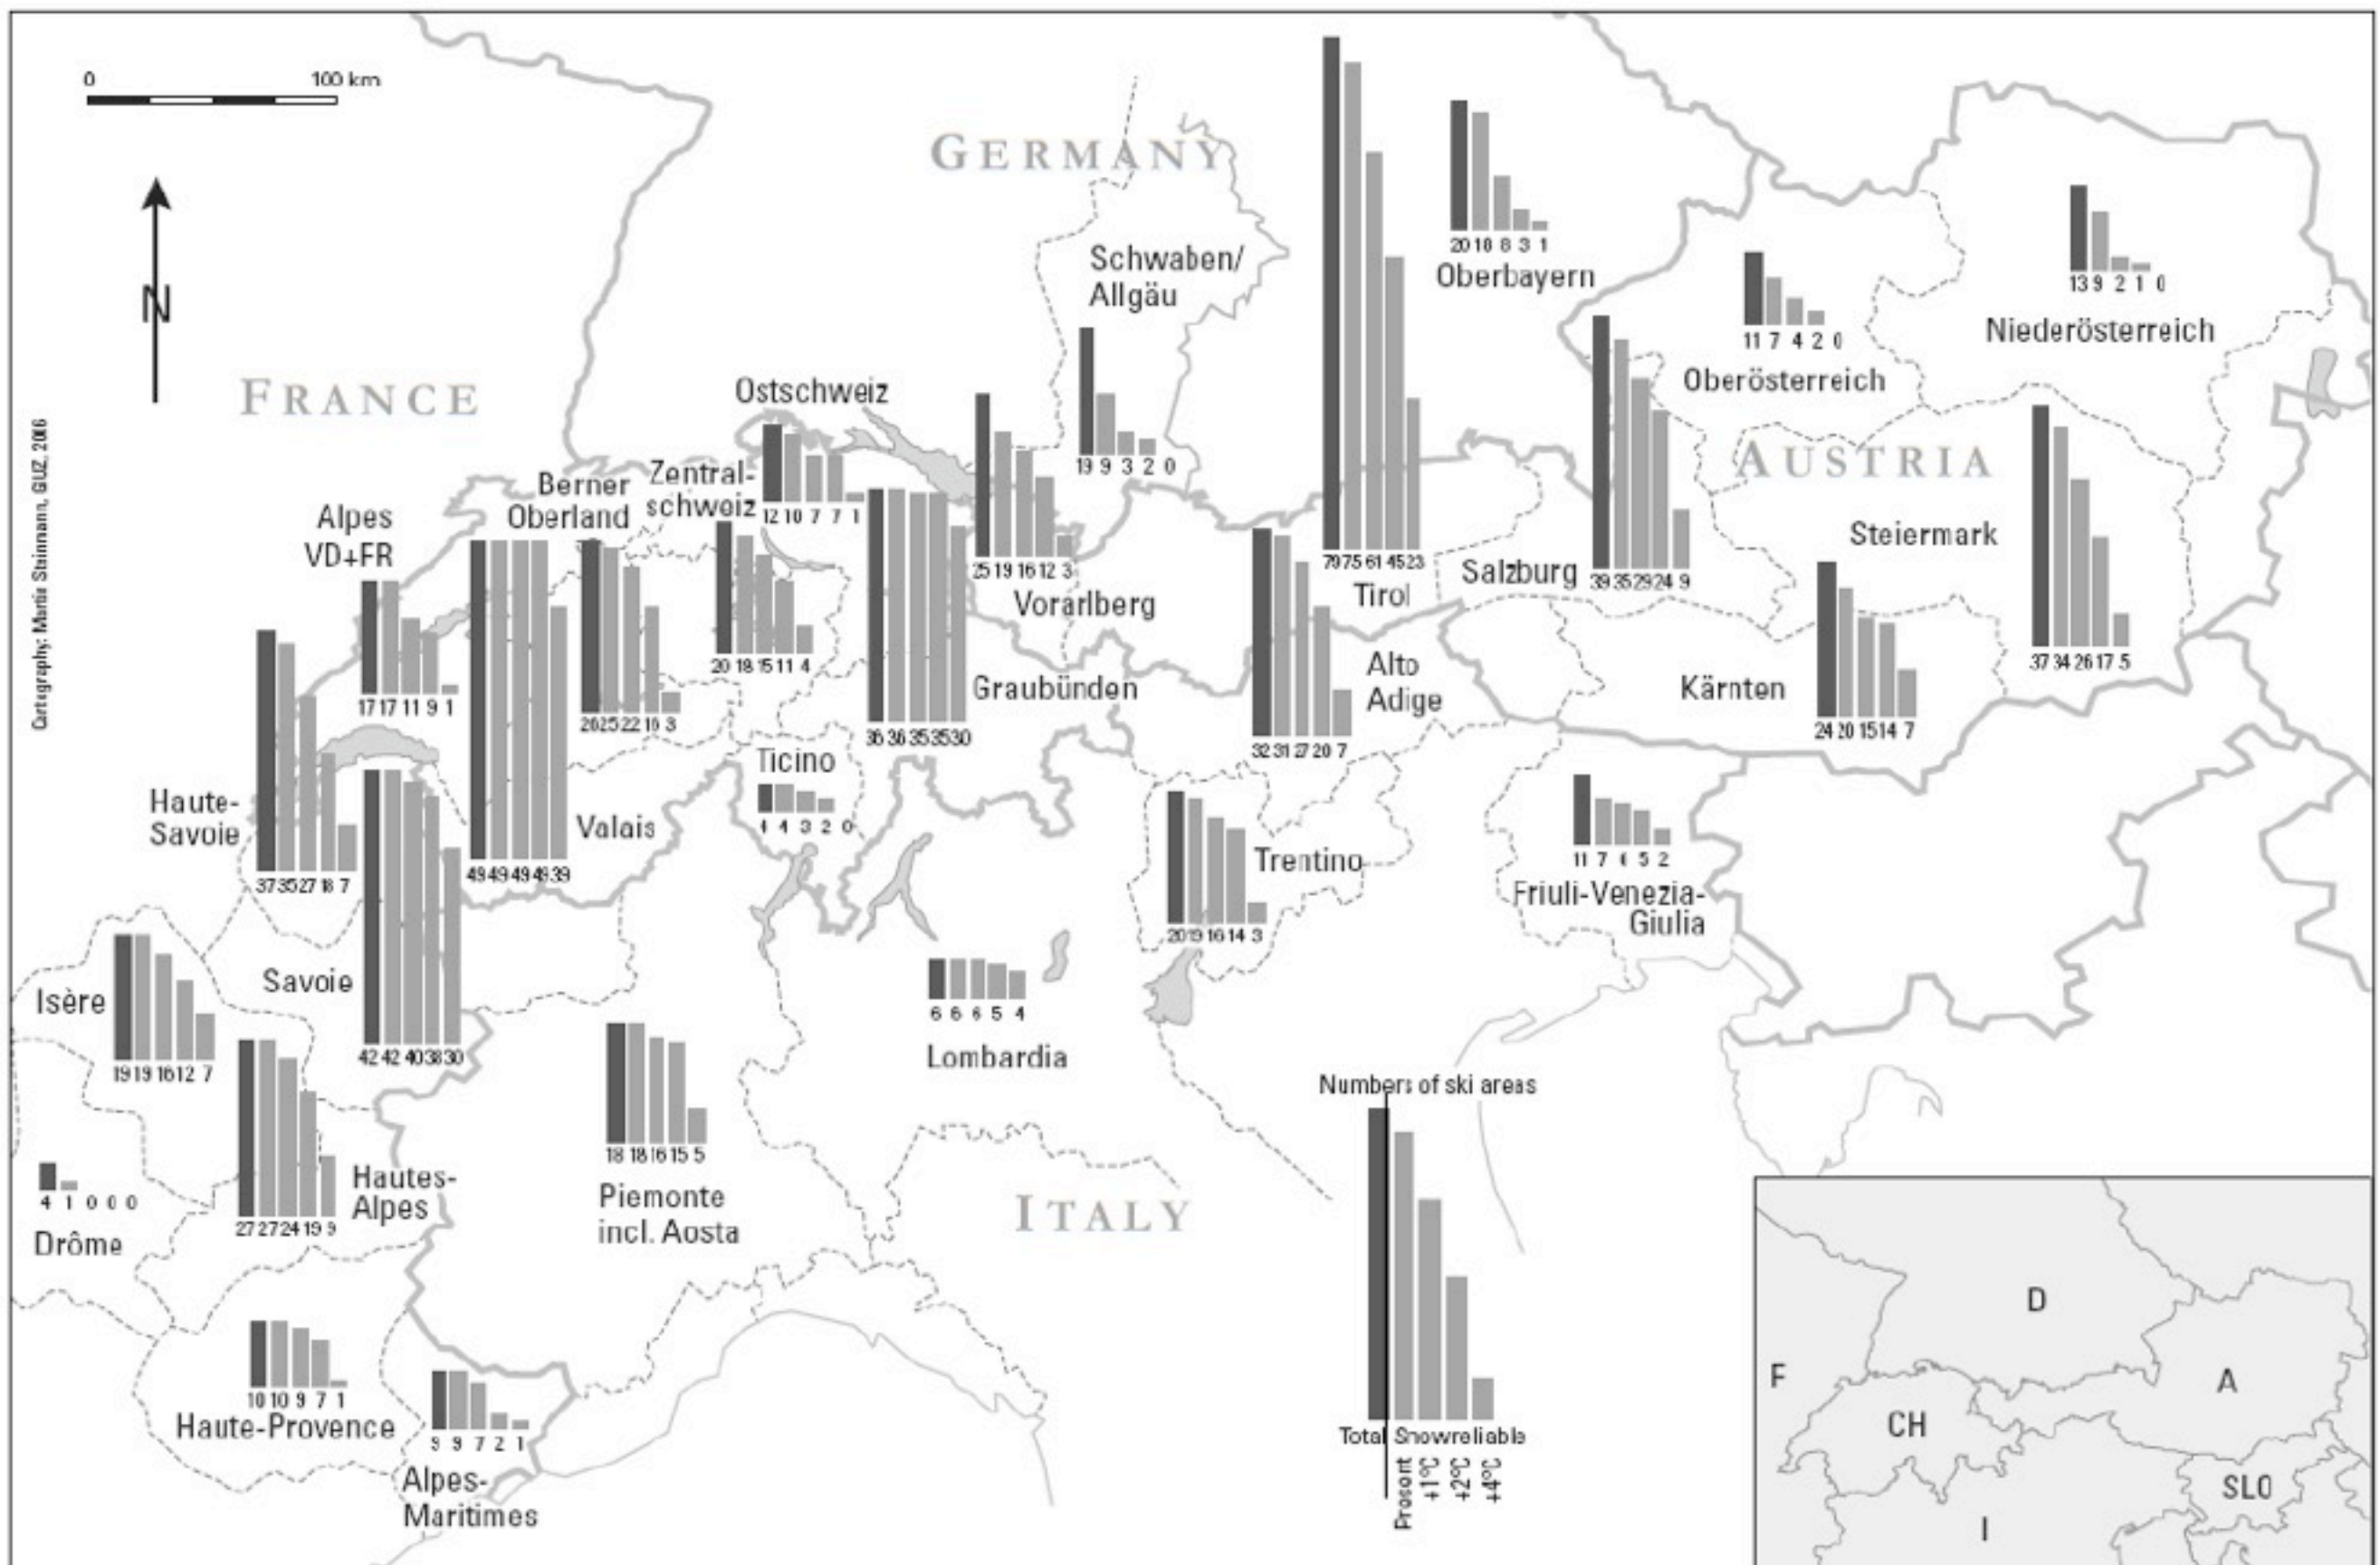 0 100 km
N
GERMANY
FRANCE
AUSTRIA
ITALY
Cartography: Martin Steinmann, GIUZ, 2006
79 75 61 45 23
Tirol
20 18 8 3 1
Oberbayern
Schwaben/
Allgäu
19 9 3 2 0
11 7 4 2 0
Oberösterreich
13 9 2 1 0
Niederösterreich
Ostschweiz
12 10 7 7 1
Zentral-
schweiz
20 18 15 11 4
Berner
Oberland
26 25 22 16 3
Alpes
VD+FR
17 17 11 9 1
25 19 16 12 3
Vorarlberg
Salzburg
39 35 29 24 9
Steiermark
37 34 26 17 5
Kärnten
24 20 15 14 7
Graubünden
36 36 35 35 30
Alto
Adige
32 31 27 20 7
Ticino
4 4 3 2 0
Valais
49 49 49 49 39
Haute-
Savoie
37 35 27 18 7
Trentino
20 19 16 14 3
11 7 6 5 2
Friuli-Venezia-
Giulia
Savoie
42 42 40 38 30
Isère
19 19 16 12 7
6 6 6 5 4
Lombardia
18 18 16 15 5
Piemonte
incl. Aosta
Hautes-
Alpes
27 27 24 19 9
4 1 0 0 0
Drôme
10 10 9 7 1
Haute-Provence
9 9 7 2 1
Alpes-
Maritimes
Numbers of ski areas
Total Snowreliable
Present
+1°C
+2°C
+4°C
D
F
A
CH
SLO
I